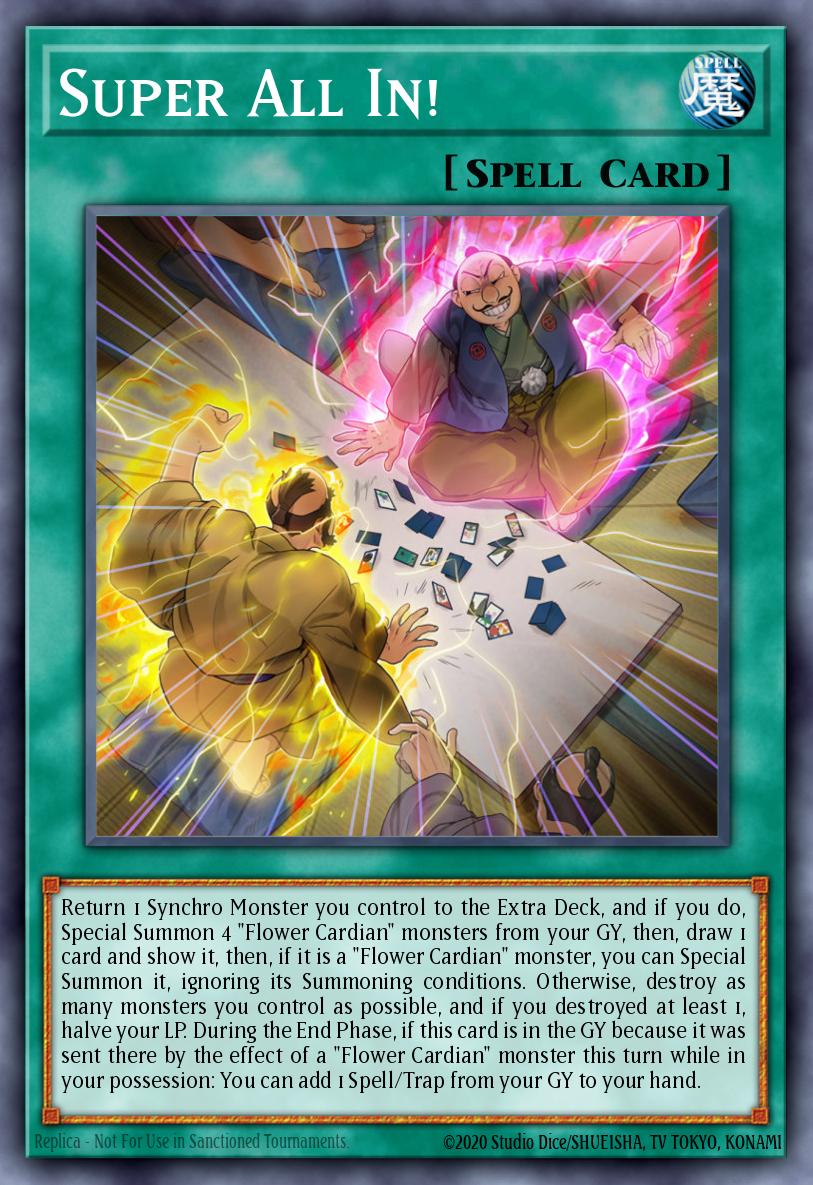 Super All In!
SPELL
魔
[ Spell Card ]
Return 1 Synchro Monster you control to the Extra Deck, and if you do,
Special Summon 4 "Flower Cardian" monsters from your GY, then, draw 1
card and show it, then, if it is a "Flower Cardian" monster, you can Special
Summon it, ignoring its Summoning conditions. Otherwise, destroy as
many monsters you control as possible, and if you destroyed at least 1,
halve your LP. During the End Phase, if this card is in the GY because it was
sent there by the effect of a "Flower Cardian" monster this turn while in
your possession: You can add 1 Spell/Trap from your GY to your hand.
Replica - Not For Use in Sanctioned Tournaments.
©2020 Studio Dice/SHUEISHA, TV TOKYO, KONAMI